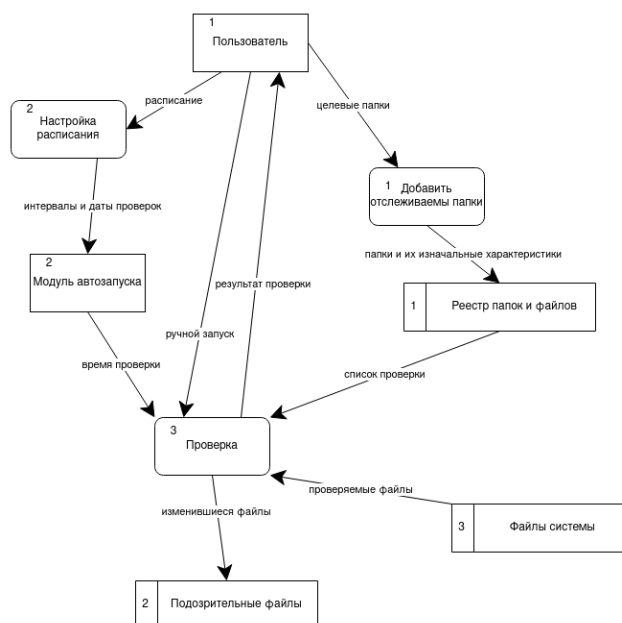 1
Пользователь
расписание
целевые папки
2
Настройка
расписания
1
Добавить
отслеживаемы папки
интервалы и даты проверок
папки и их изначальные характеристики
2
Модуль автозапуска
результат проверки
1
Реестр папок и файлов
ручной запуск
время проверки
список проверки
3
Проверка
проверяемые файлы
изменившиеся файлы
3
Файлы системы
2
Подозрительные файлы